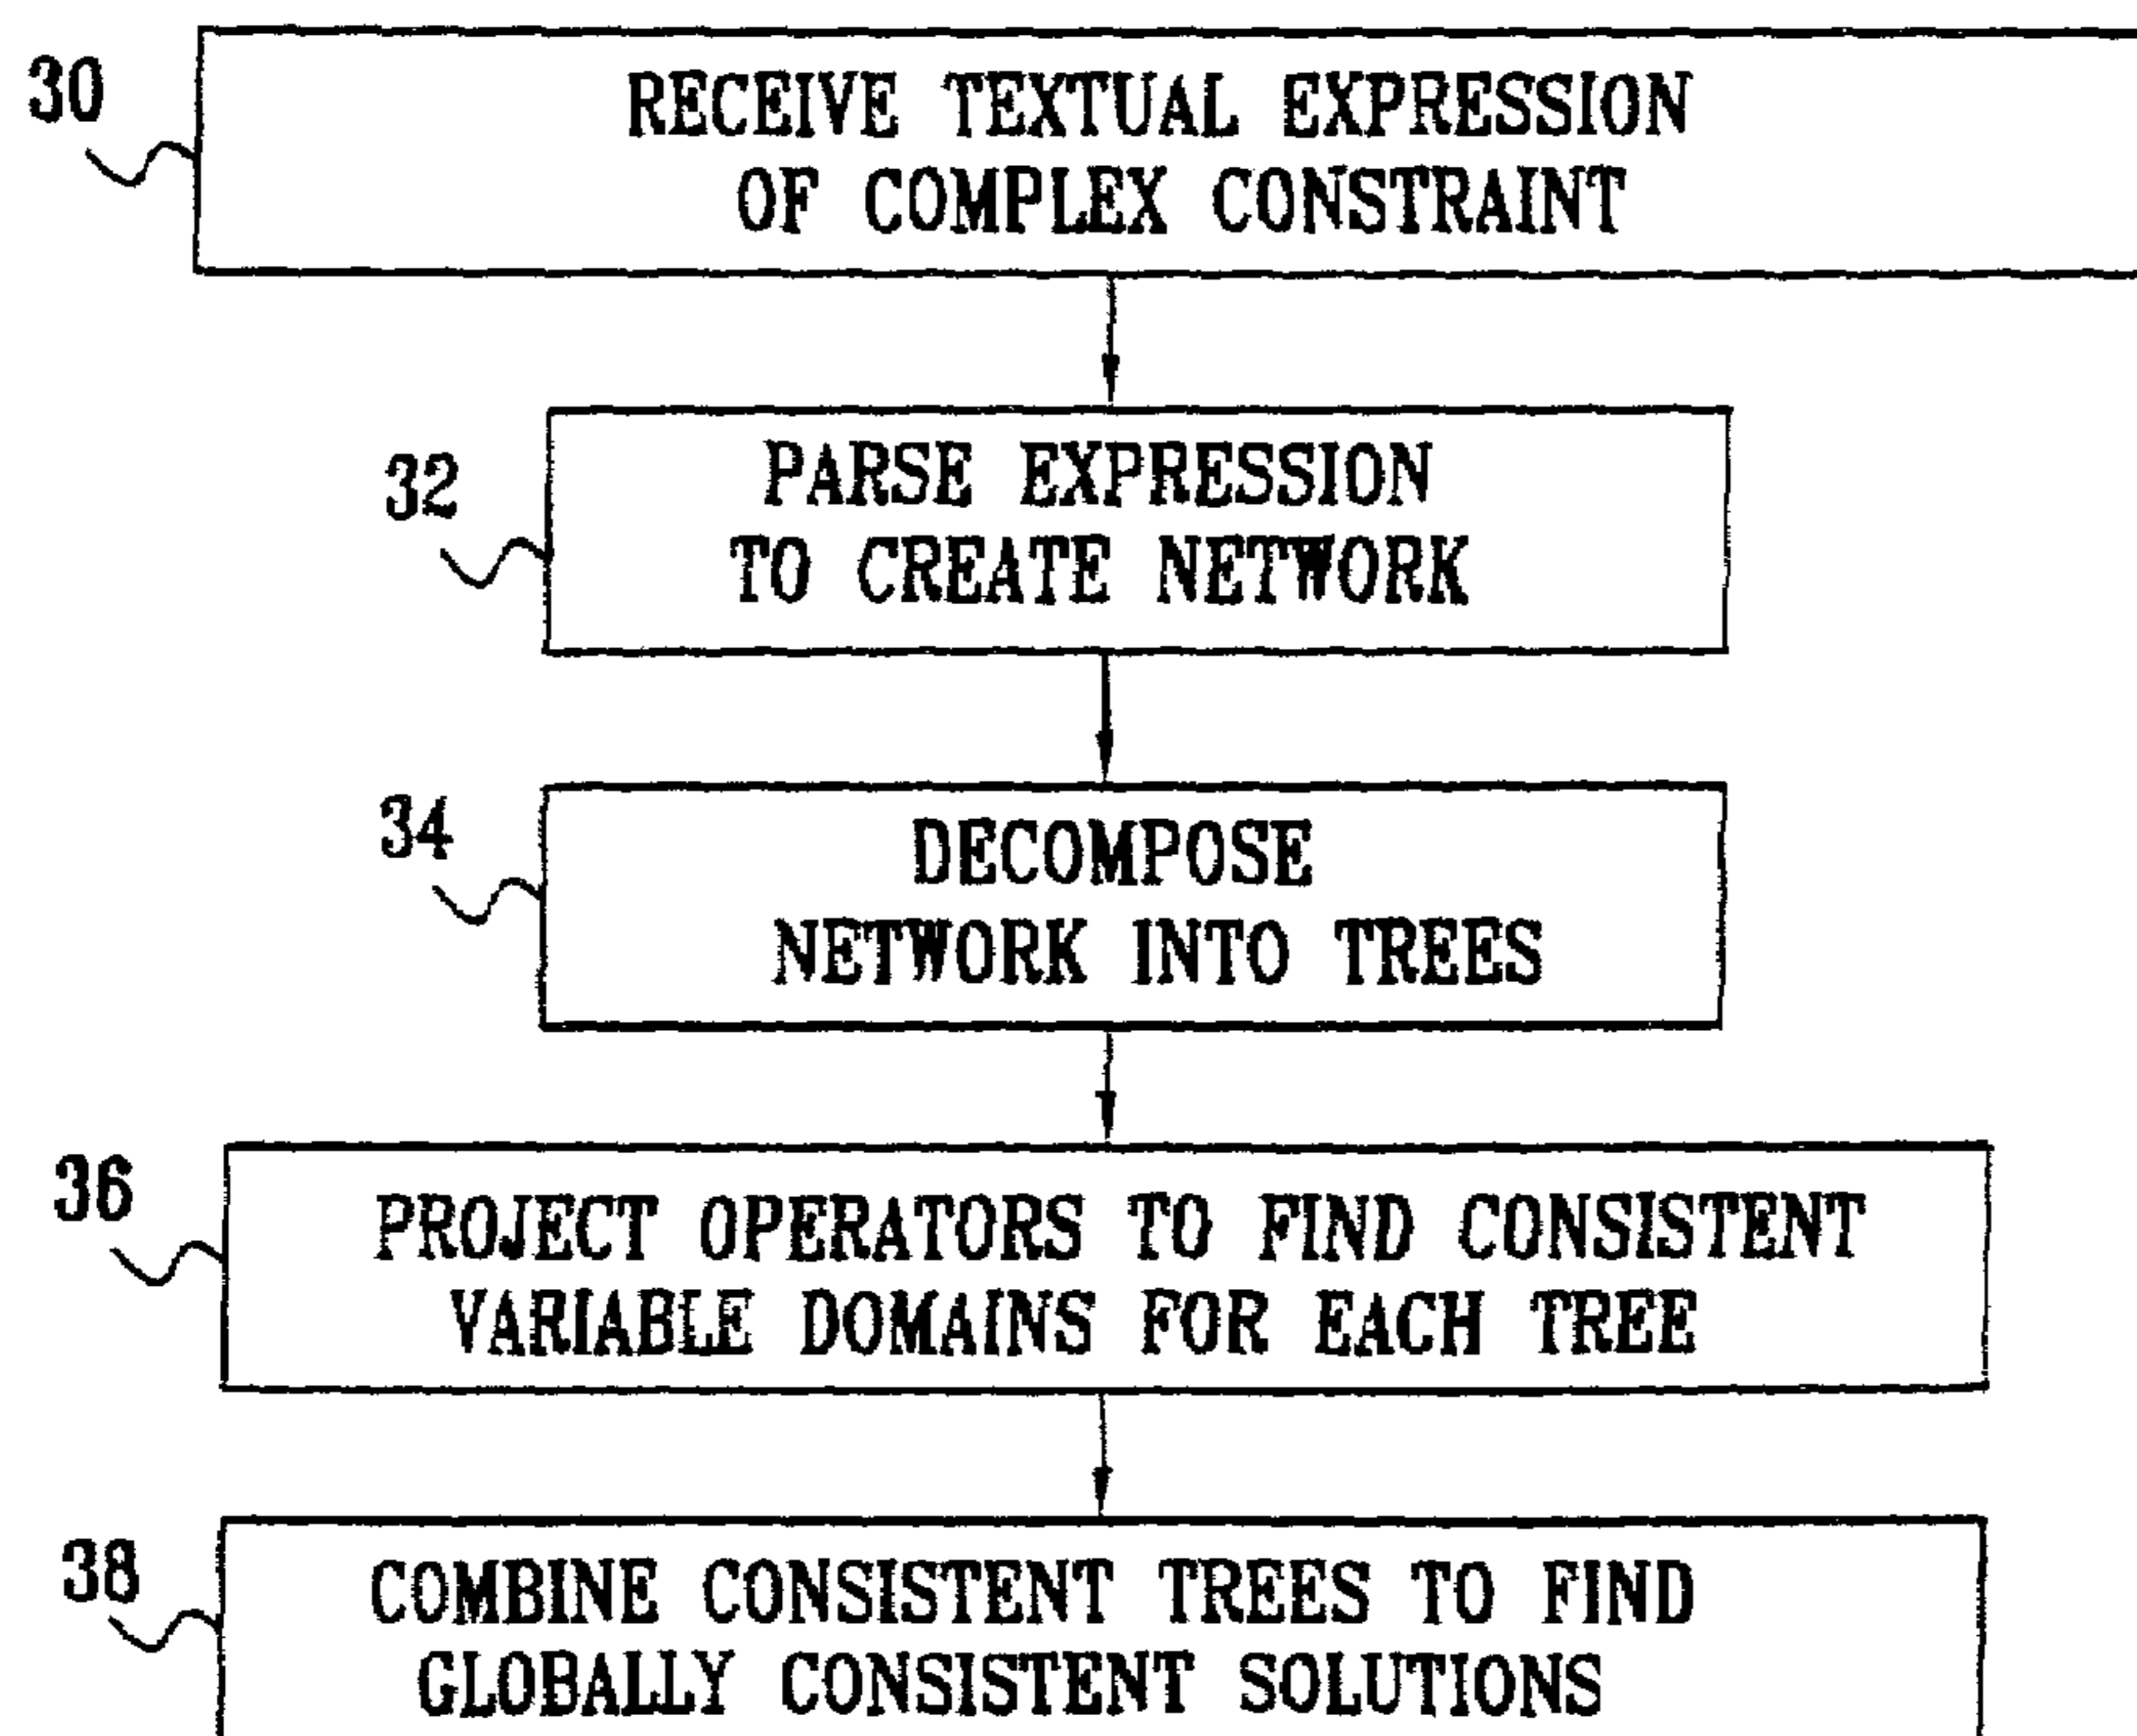 30
RECEIVE TEXTUAL EXPRESSION
OF COMPLEX CONSTRAINT
32
PARSE EXPRESSION
TO CREATE NETWORK
34
DECOMPOSE
NETWORK INTO TREES
36
PROJECT OPERATORS TO FIND CONSISTENT
VARIABLE DOMAINS FOR EACH TREE
38
COMBINE CONSISTENT TREES TO FIND
GLOBALLY CONSISTENT SOLUTIONS